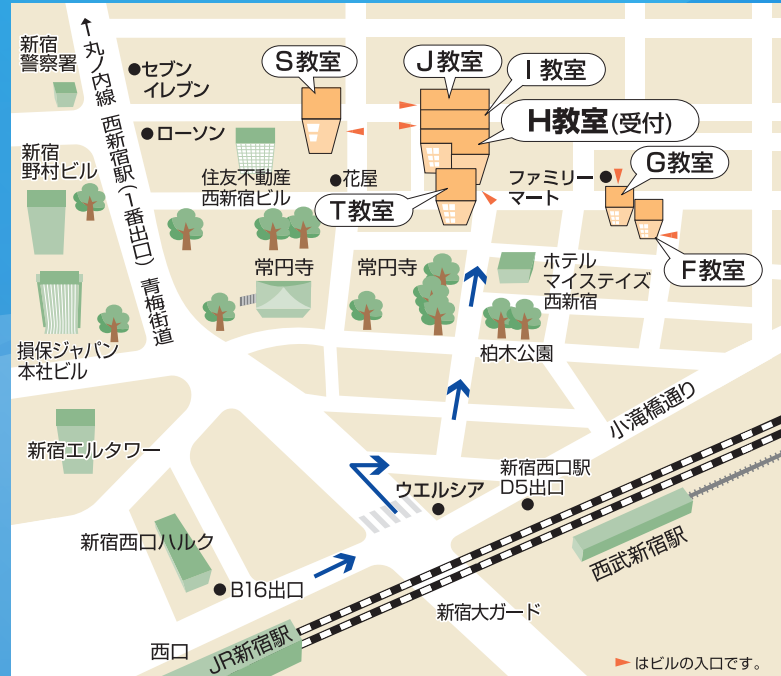 新宿
警察署
↑丸ノ内線 西新宿駅(1番出口) 青梅街道
●セブン
イレブン
●ローソン
S教室
J教室
I教室
H教室(受付)
新宿
野村ビル
住友不動産
西新宿ビル
●花屋
T教室
ファミリー●
マート
G教室
F教室
常円寺
常円寺
ホテル
マイステイズ
西新宿
損保ジャパン
本社ビル
柏木公園
小滝橋通り
新宿エルタワー
ウエルシア
新宿西口駅
D5出口
新宿西口ハルク
西武新宿駅
●B16出口
新宿大ガード
西口
JR新宿駅
はビルの入口です。